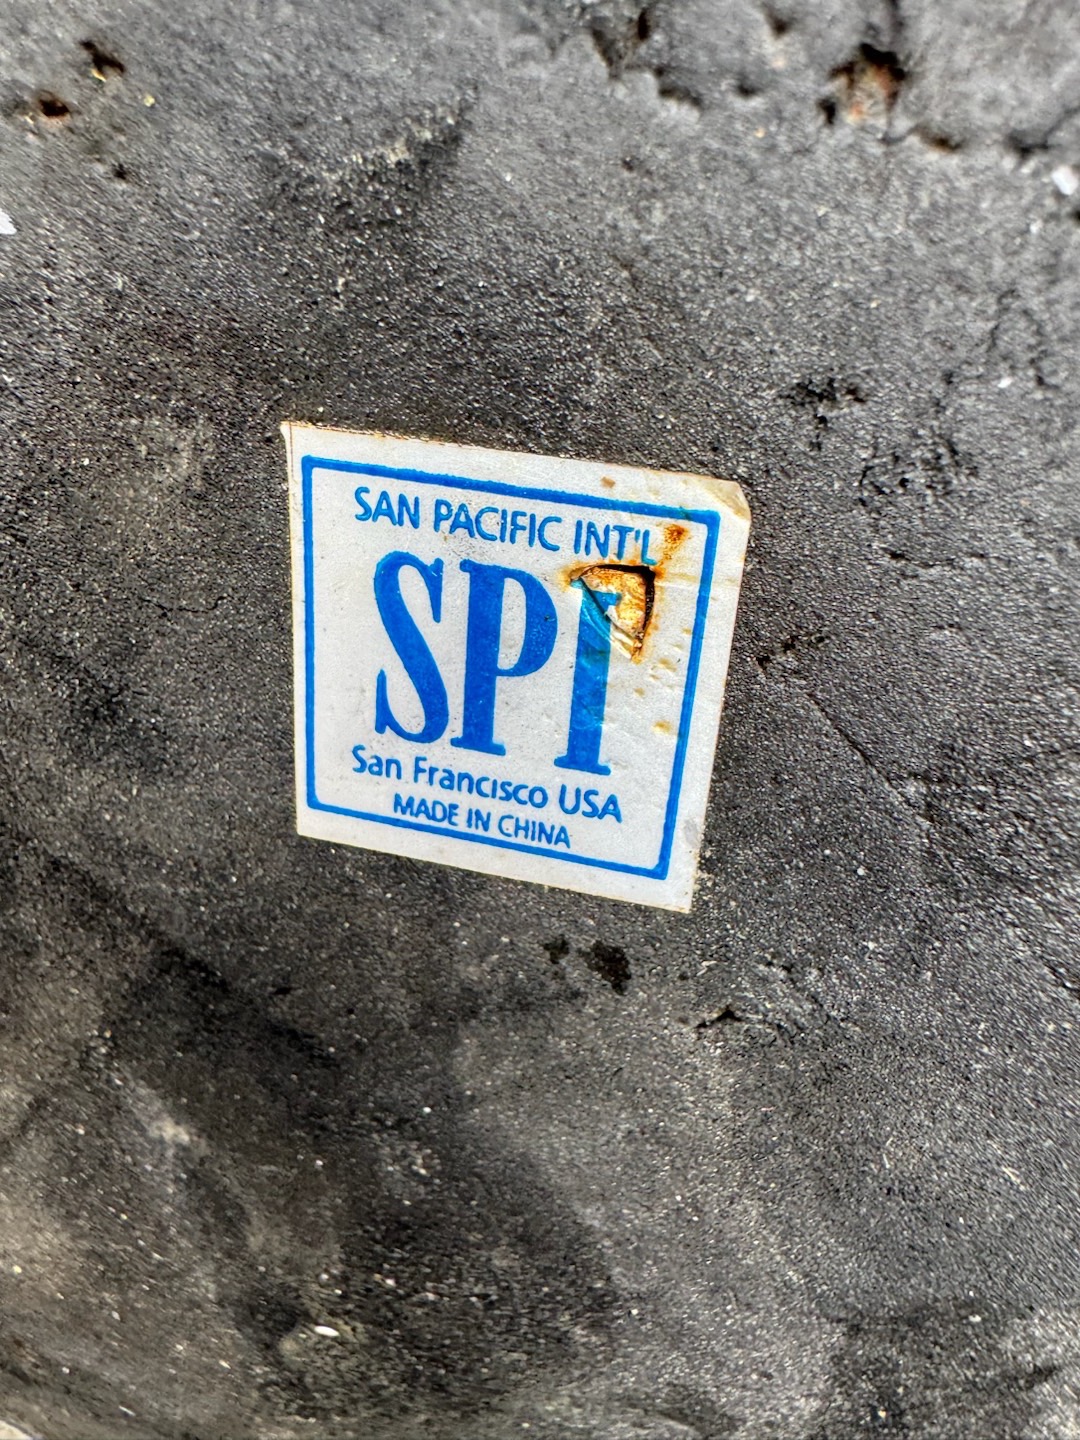 SAN PACIFIC INT'L
SPI
San Francisco USA
MADE IN CHINA